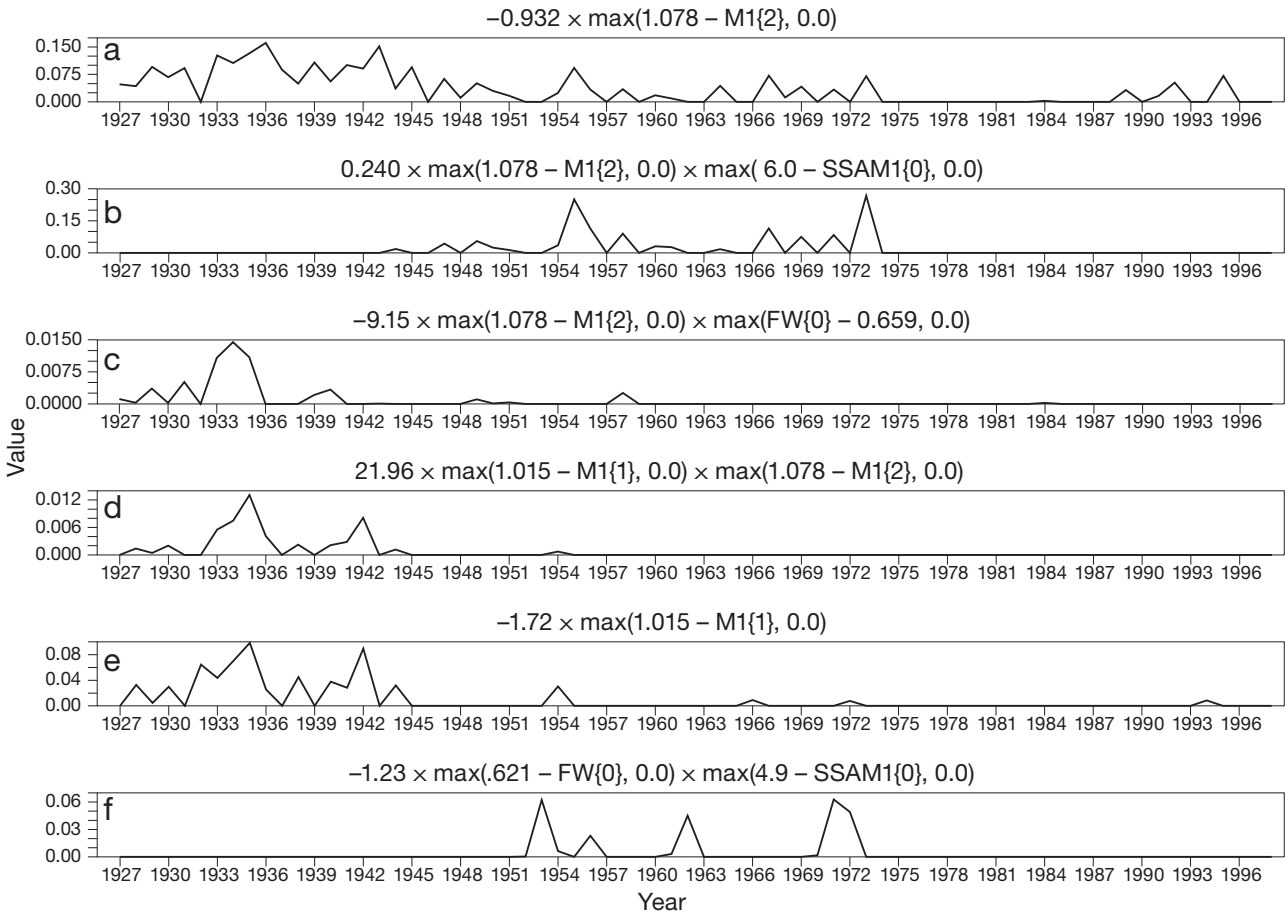 −0.932 × max(1.078 – M1{2}, 0.0)
a
0.150
0.075
0.000
1927 1930 1933 1936 1939 1942 1945 1948 1951 1954 1957 1960 1963 1966 1969 1972 1975 1978 1981 1984 1987 1990 1993 1996
0.240 × max(1.078 – M1{2}, 0.0) × max( 6.0 – SSAM1{0}, 0.0)
b
0.30
0.15
0.00
1927 1930 1933 1936 1939 1942 1945 1948 1951 1954 1957 1960 1963 1966 1969 1972 1975 1978 1981 1984 1987 1990 1993 1996
−9.15 × max(1.078 – M1{2}, 0.0) × max(FW{0} – 0.659, 0.0)
c
0.0150
0.0075
0.0000
1927 1930 1933 1936 1939 1942 1945 1948 1951 1954 1957 1960 1963 1966 1969 1972 1975 1978 1981 1984 1987 1990 1993 1996
Value
21.96 × max(1.015 – M1{1}, 0.0) × max(1.078 – M1{2}, 0.0)
d
0.012
0.006
0.000
1927 1930 1933 1936 1939 1942 1945 1948 1951 1954 1957 1960 1963 1966 1969 1972 1975 1978 1981 1984 1987 1990 1993 1996
−1.72 × max(1.015 – M1{1}, 0.0)
e
0.08
0.04
0.00
1927 1930 1933 1936 1939 1942 1945 1948 1951 1954 1957 1960 1963 1966 1969 1972 1975 1978 1981 1984 1987 1990 1993 1996
−1.23 × max(.621 – FW{0}, 0.0) × max(4.9 – SSAM1{0}, 0.0)
f
0.06
0.03
0.00
1927 1930 1933 1936 1939 1942 1945 1948 1951 1954 1957 1960 1963 1966 1969 1972 1975 1978 1981 1984 1987 1990 1993 1996
Year